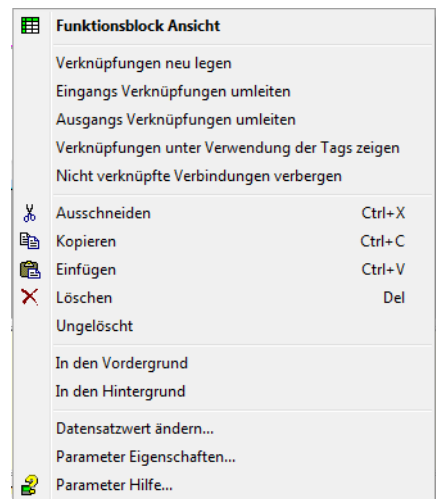 Funktionsblock Ansicht
Verknüpfungen neu legen
Eingangs Verknüpfungen umleiten
Ausgangs Verknüpfungen umleiten
Verknüpfungen unter Verwendung der Tags zeigen
Nicht verknüpfte Verbindungen verbergen
Ausschneiden Ctrl+X
Kopieren Ctrl+C
Einfügen Ctrl+V
Löschen Del
Ungelöscht
In den Vordergrund
In den Hintergrund
Datensatzwert ändern...
Parameter Eigenschaften...
Parameter Hilfe...